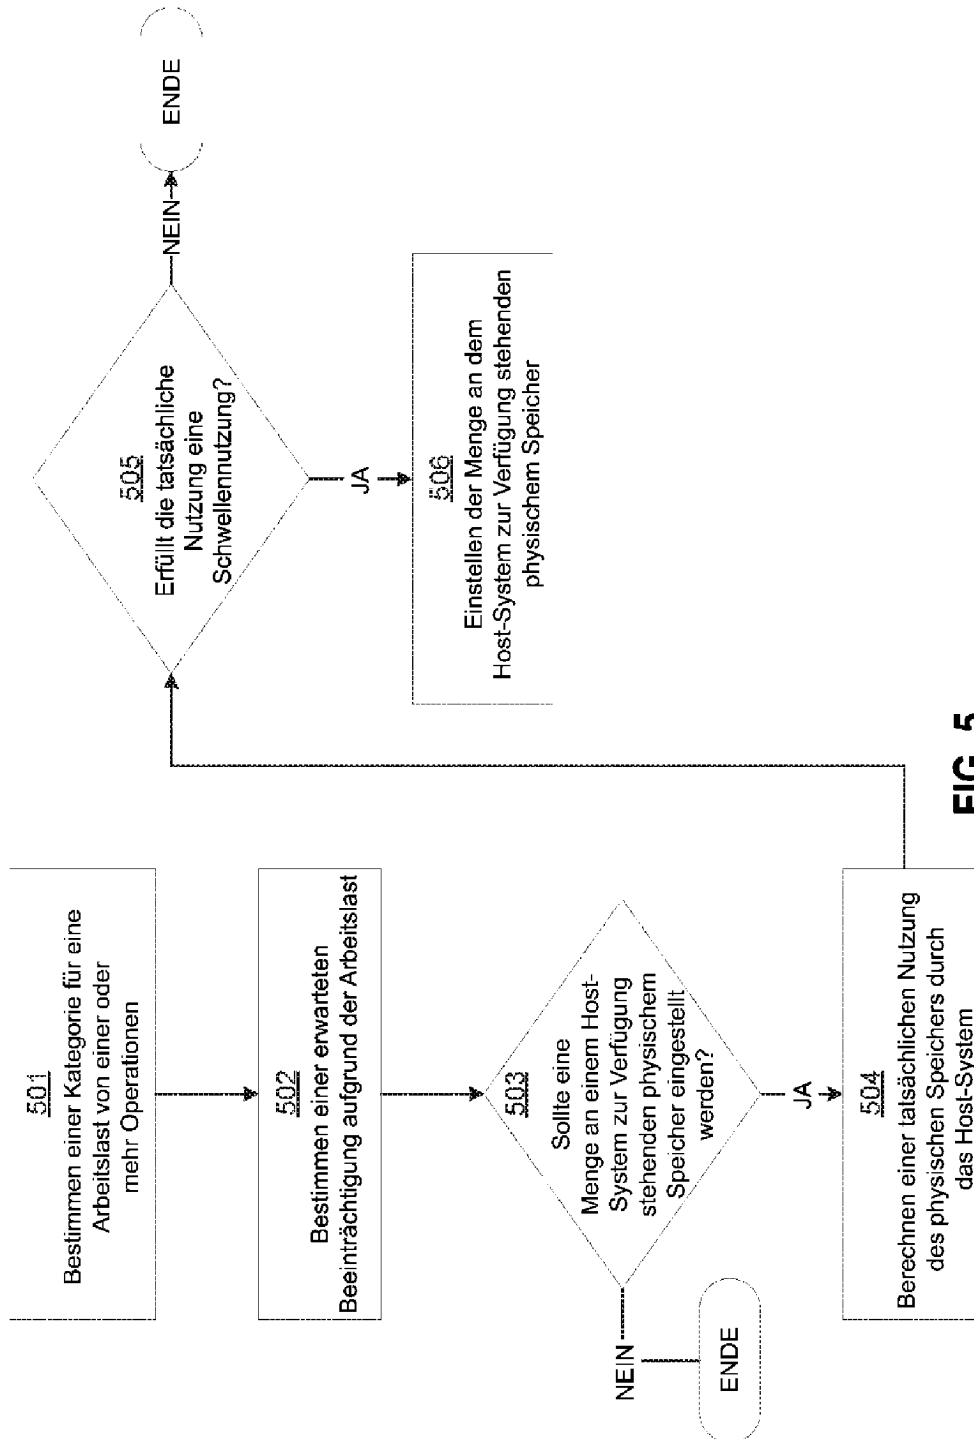 501
Bestimmen einer Kategorie für eine
Arbeitslast von einer oder
mehr Operationen
502
Bestimmen einer erwarteten
Beeinträchtigung aufgrund der Arbeitslast
503
Sollte eine
Menge an einem Host-
System zur Verfügung
stehenden physischem
Speicher eingestellt
werden?
NEIN
ENDE
JA
504
Berechnen einer tatsächlichen Nutzung
des physischen Speichers durch
das Host-System
505
Erfüllt die tatsächliche
Nutzung eine
Schwellennutzung?
NEIN
ENDE
JA
506
Einstellen der Menge an dem
Host-System zur Verfügung stehenden
physischem Speicher
FIG. 5